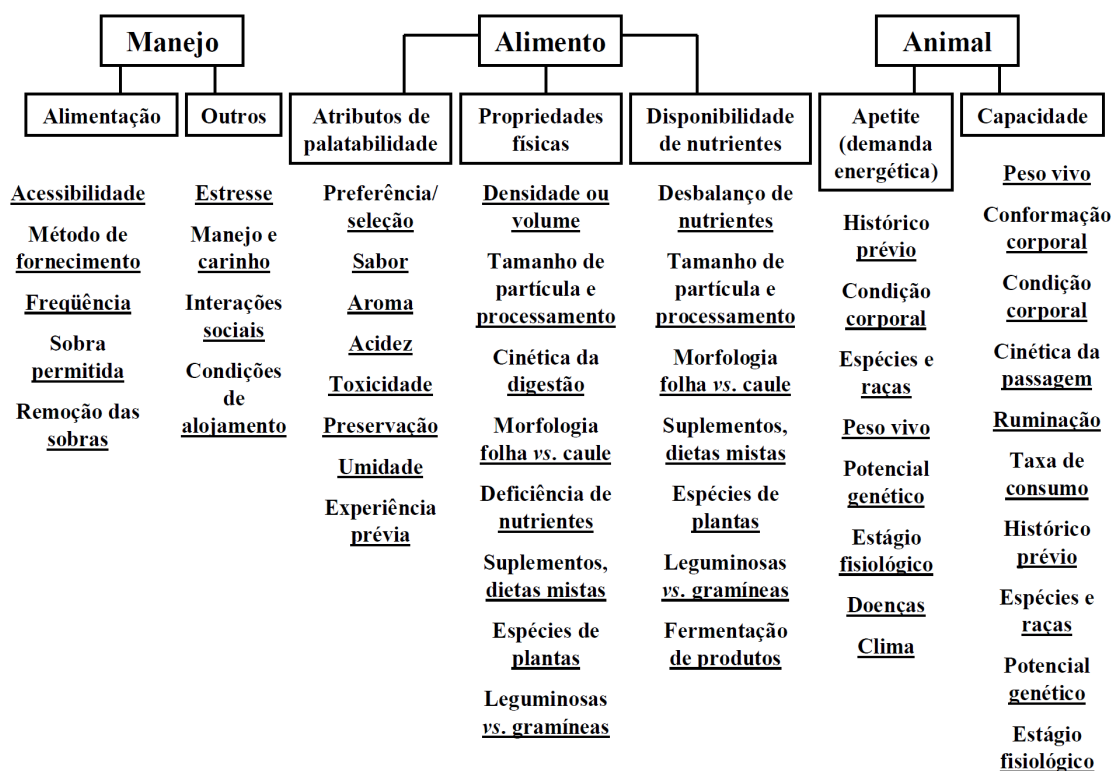 Manejo
Alimento
Animal
Alimentação
Outros
Atributos de
palatabilidade
Propriedades
físicas
Disponibilidade
de nutrientes
Apetite
(demanda
energética)
Capacidade
Acessibilidade
Método de
fornecimento
Freqüência
Sobra
permitida
Remoção das
sobras
Estresse
Manejo e
carinho
Interações
sociais
Condições
de
alojamento
Preferência/
seleção
Sabor
Aroma
Acidez
Toxicidade
Preservação
Umidade
Experiência
prévia
Densidade ou
volume
Tamanho de
partícula e
processamento
Cinética da
digestão
Morfologia
folha vs. caule
Deficiência de
nutrientes
Suplementos,
dietas mistas
Espécies de
plantas
Leguminosas
vs. gramíneas
Desbalanço de
nutrientes
Tamanho de
partícula e
processamento
Morfologia
folha vs. caule
Suplementos,
dietas mistas
Espécies de
plantas
Leguminosas
vs. gramíneas
Fermentação
de produtos
Histórico
prévio
Condição
corporal
Espécies e
raças
Peso vivo
Potencial
genético
Estágio
fisiológico
Doenças
Clima
Peso vivo
Conformação
corporal
Condição
corporal
Cinética da
passagem
Ruminação
Taxa de
consumo
Histórico
prévio
Espécies e
raças
Potencial
genético
Estágio
fisiológico